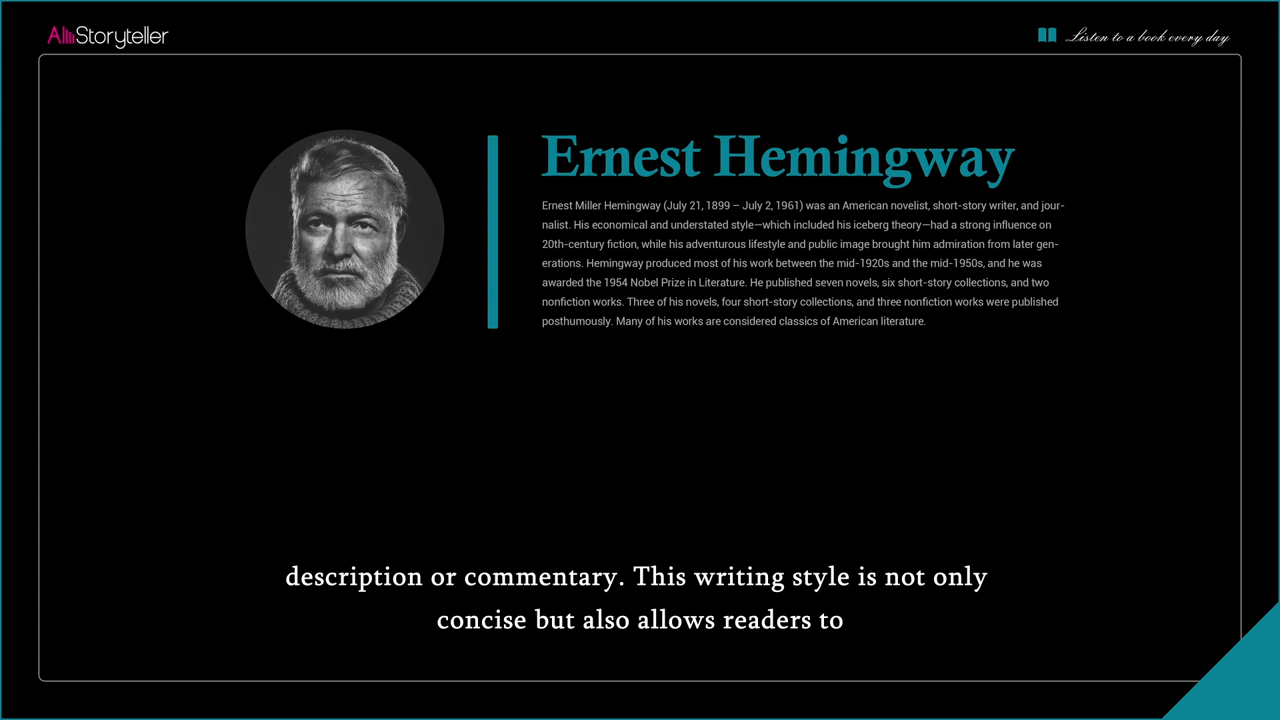 AllStoryteller
Listen to a book every day
Ernest Hemingway
Ernest Miller Hemingway (July 21, 1899 – July 2, 1961) was an American novelist, short-story writer, and jour-
nalist. His economical and understated style—which included his iceberg theory—had a strong influence on
20th-century fiction, while his adventurous lifestyle and public image brought him admiration from later gen-
erations. Hemingway produced most of his work between the mid-1920s and the mid-1950s, and he was
awarded the 1954 Nobel Prize in Literature. He published seven novels, six short-story collections, and two
nonfiction works. Three of his novels, four short-story collections, and three nonfiction works were published
posthumously. Many of his works are considered classics of American literature.
description or commentary. This writing style is not only
concise but also allows readers to